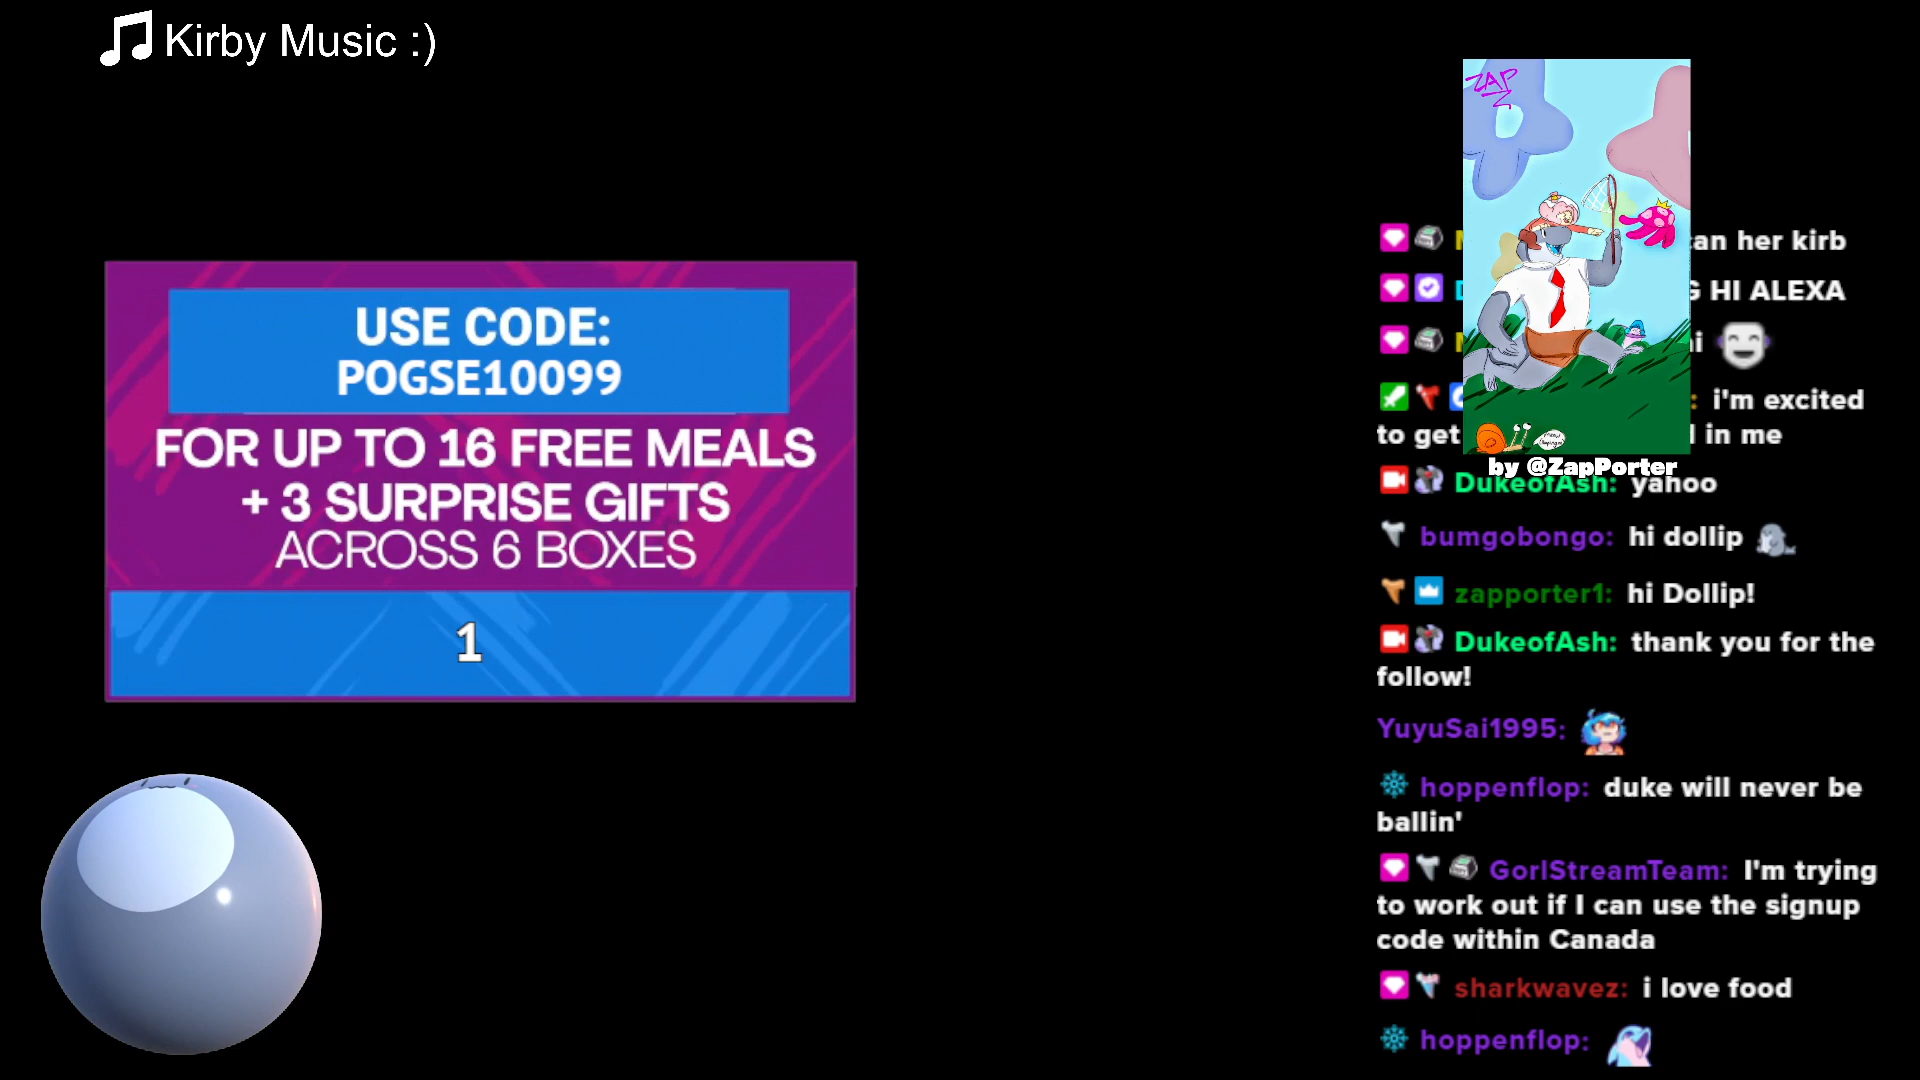 Kirby Music :)
USE CODE:
POGSE10099
FOR UP TO 16 FREE MEALS
+ 3 SURPRISE GIFTS
ACROSS 6 BOXES
1
ZAP
by @ZapPorter
her kirb
HI ALEXA
: i'm excited
to get in me
DukeofAsh: yahoo
bumgobongo: hi dollip
zapporter1: hi Dollip!
DukeofAsh: thank you for the
follow!
YuyuSai1995:
hoppenflop: duke will never be
ballin'
GorlStreamTeam: I'm trying
to work out if I can use the signup
code within Canada
sharkwavez: i love food
hoppenflop: